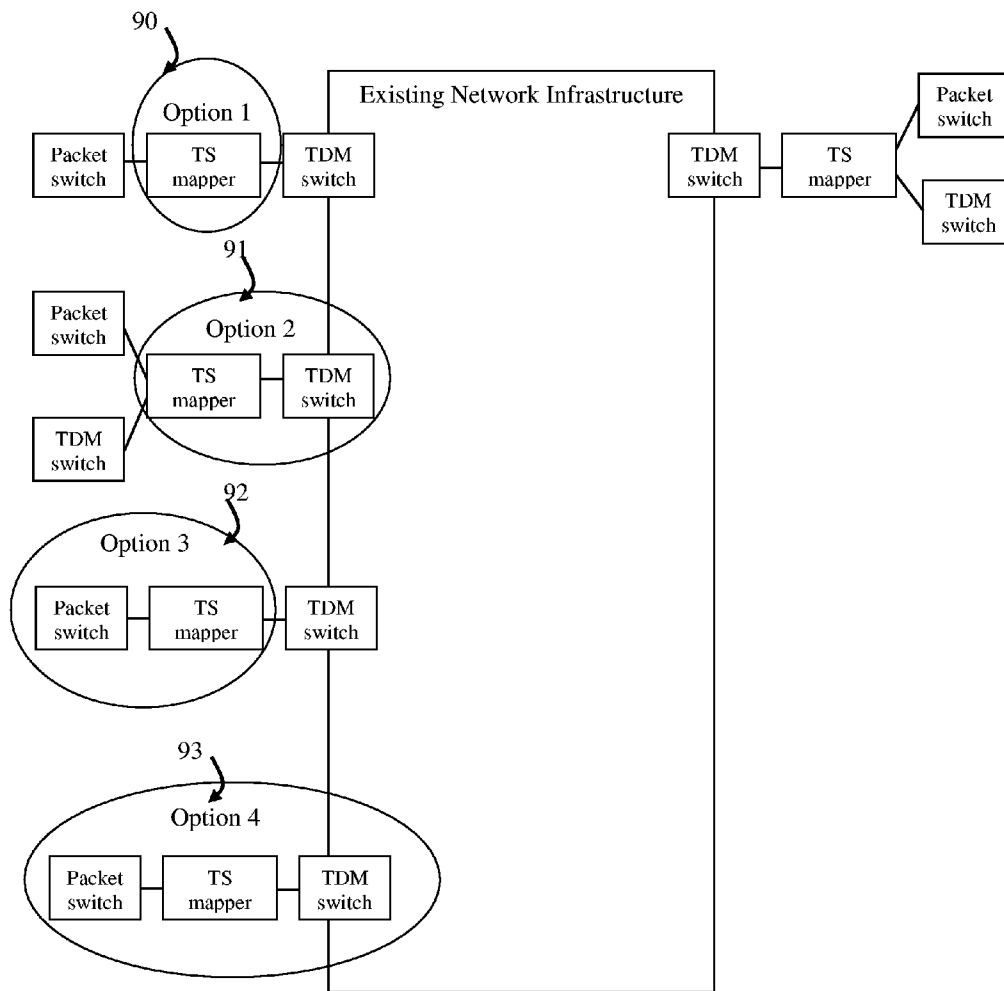 90
Existing Network Infrastructure
Option 1
Packet
switch
TS
mapper
TDM
switch
TDM
switch
TS
mapper
Packet
switch
TDM
switch
91
Option 2
Packet
switch
TS
mapper
TDM
switch
TDM
switch
92
Option 3
Packet
switch
TS
mapper
TDM
switch
93
Option 4
Packet
switch
TS
mapper
TDM
switch